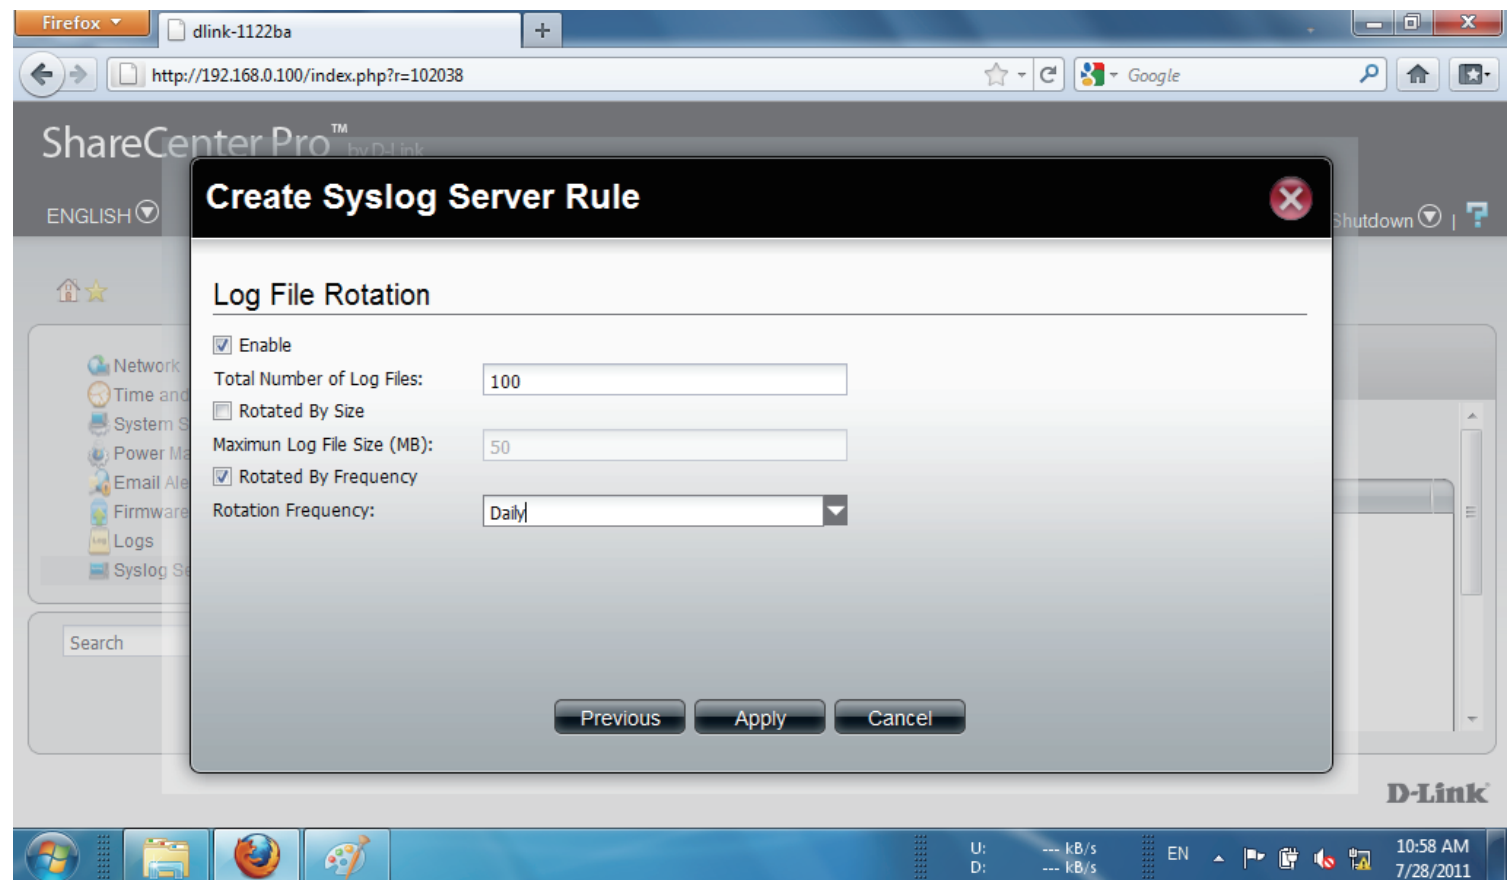 Firefox
dlink-1122ba
http://192.168.0.100/index.php?r=102038
Google
ShareCenter Pro™ by D-Link
ENGLISH
Shutdown | ?
Create Syslog Server Rule
Log File Rotation
Enable
Total Number of Log Files: 100
Rotated By Size
Maximun Log File Size (MB): 50
Rotated By Frequency
Rotation Frequency: Daily
Previous Apply Cancel
Network
Time and
System S
Power Ma
Email Ale
Firmware
Logs
Syslog Se
Search
D-Link
U: --- kB/s
D: --- kB/s
EN
10:58 AM
7/28/2011